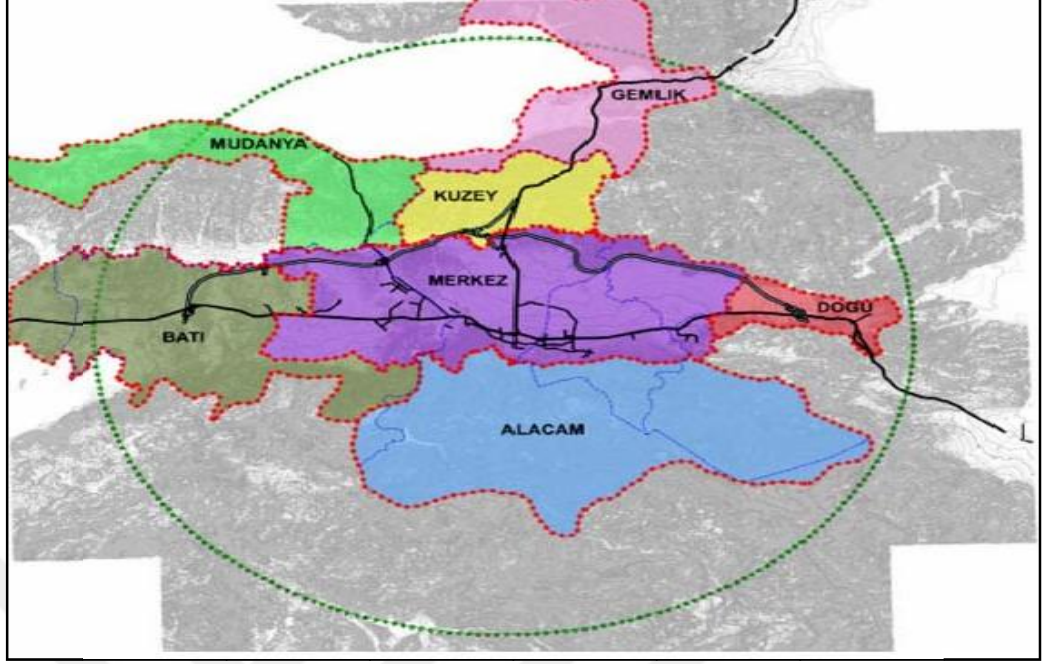 GEMLIK
MUDANYA
KUZEY
MERKEZ
DOGU
BATI
ALACAM